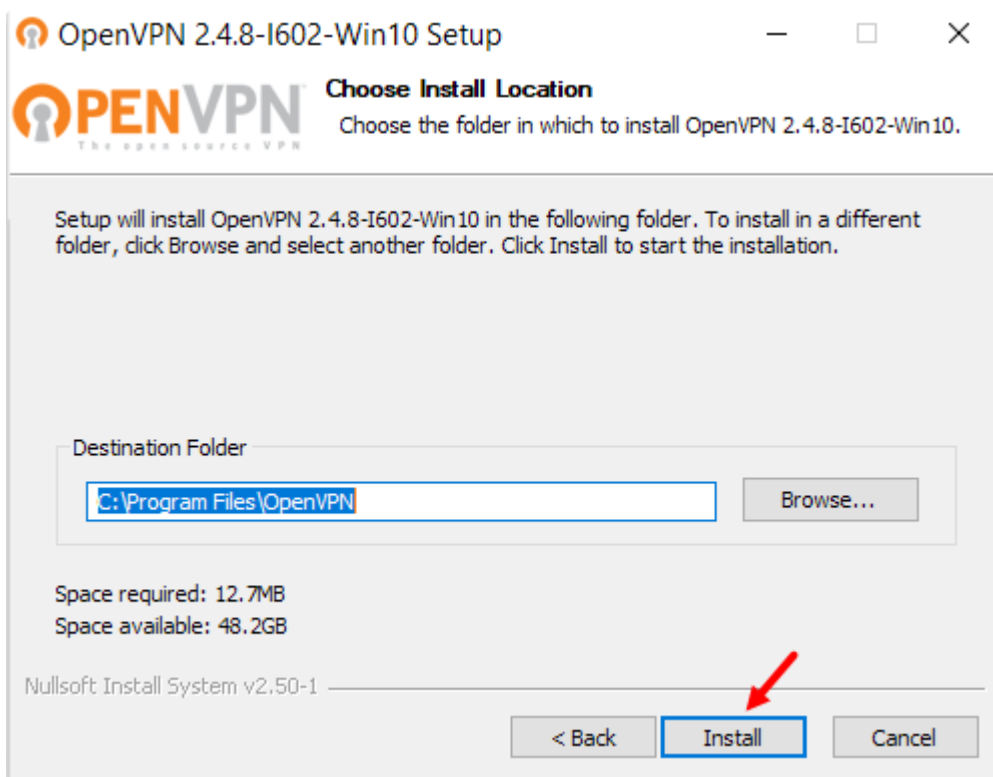 OpenVPN 2.4.8-I602-Win10 Setup
OPENVPN
The open source VPN
Choose Install Location
Choose the folder in which to install OpenVPN 2.4.8-I602-Win10.
Setup will install OpenVPN 2.4.8-I602-Win10 in the following folder. To install in a different
folder, click Browse and select another folder. Click Install to start the installation.
Destination Folder
C:\Program Files\OpenVPN
Browse...
Space required: 12.7MB
Space available: 48.2GB
Nullsoft Install System v2.50-1
< Back
Install
Cancel